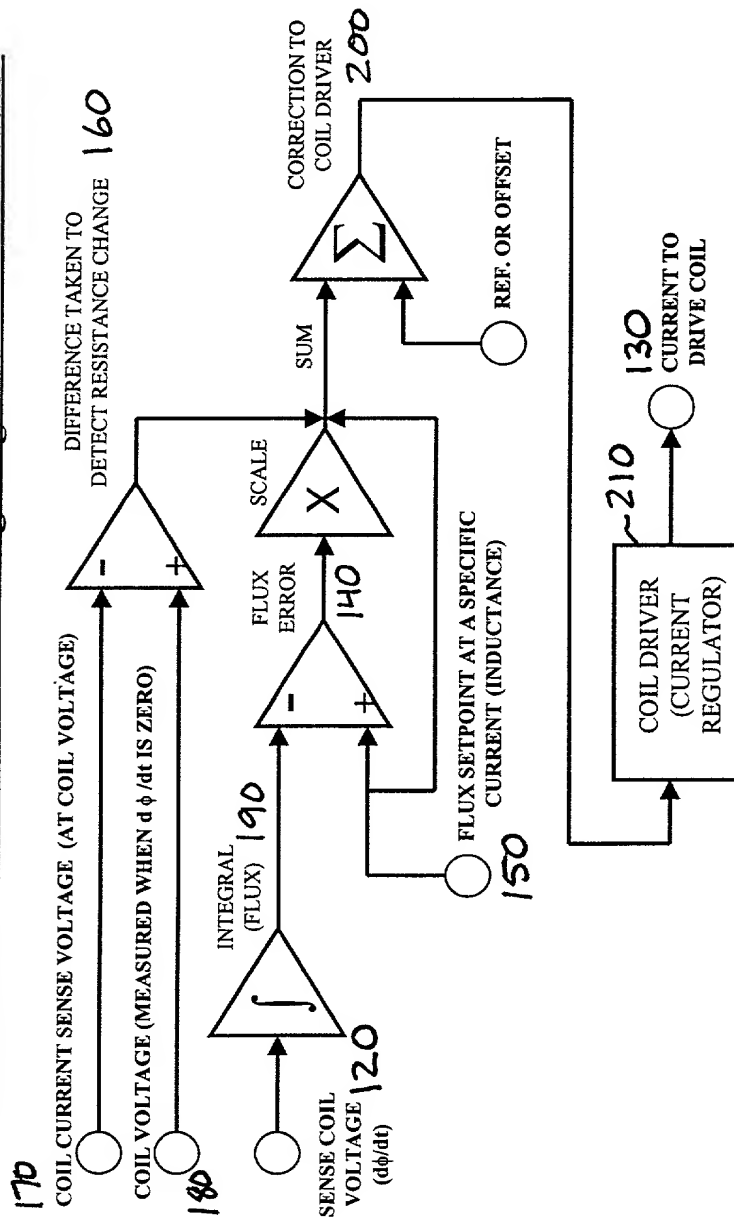 170
COIL CURRENT SENSE VOLTAGE (AT COIL VOLTAGE)
COIL VOLTAGE (MEASURED WHEN d ϕ /dt IS ZERO)
180
-
+
DIFFERENCE TAKEN TO
DETECT RESISTANCE CHANGE 160
SENSE COIL
VOLTAGE 120
(dϕ/dt)
∫
INTEGRAL
(FLUX) 190
-
+
FLUX
ERROR
140
SCALE
X
SUM
Σ
CORRECTION TO
COIL DRIVER
200
REF. OR OFFSET
150
FLUX SETPOINT AT A SPECIFIC
CURRENT (INDUCTANCE)
210
COIL DRIVER
(CURRENT
REGULATOR)
130
CURRENT TO
DRIVE COIL